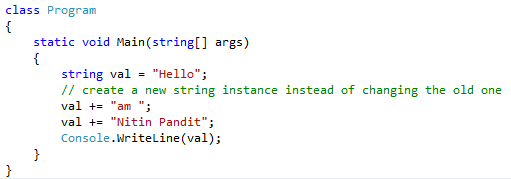 class Program
{
    static void Main(string[] args)
    {
        string val = "Hello";
        // create a new string instance instead of changing the old one
        val += "am ";
        val += "Nitin Pandit";
        Console.WriteLine(val);
    }
}